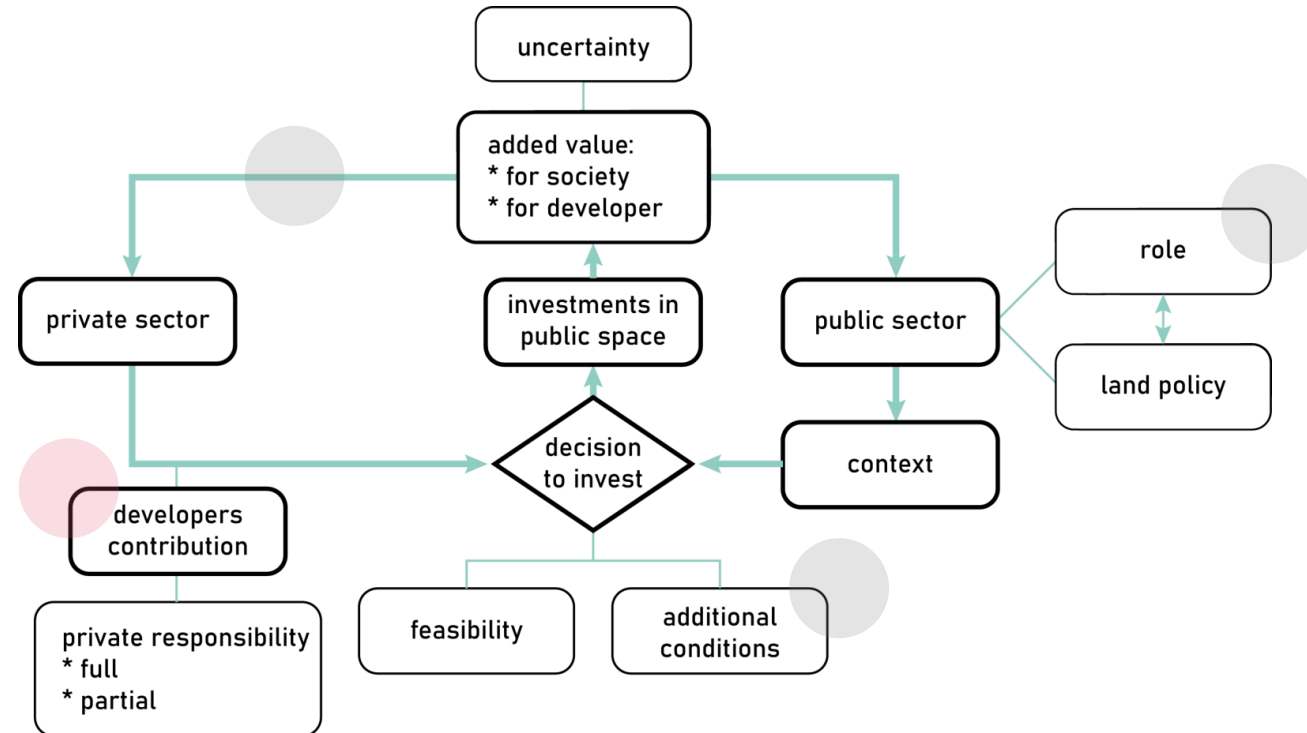 uncertainty
added value:
* for society
* for developer
role
private sector
investments in
public space
public sector
land policy
decision
to invest
context
developers
contribution
feasibility
additional
conditions
private responsibility
* full
* partial